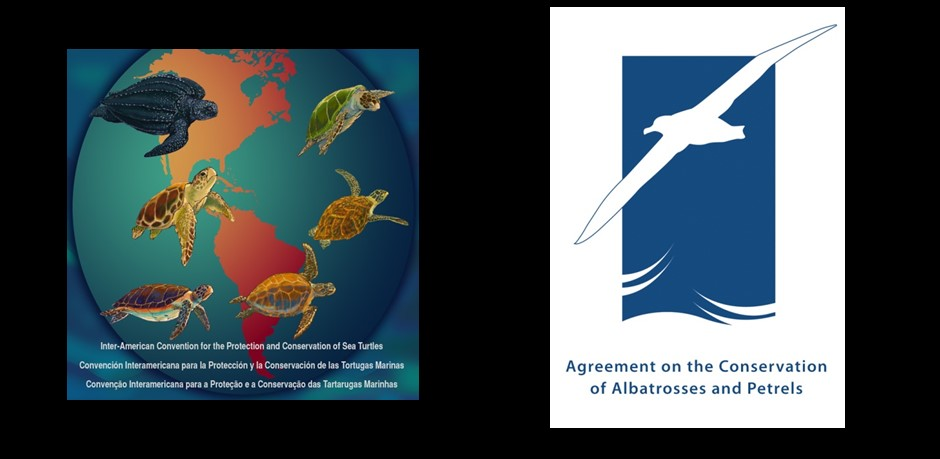 Inter-American Convention for the Protection and Conservation of Sea Turtles
Convención Interamericana para la Protección y la Conservación de las Tortugas Marinas
Convenção Interamericana para a Proteção e a Conservação das Tartarugas Marinhas
Agreement on the Conservation
of Albatrosses and Petrels